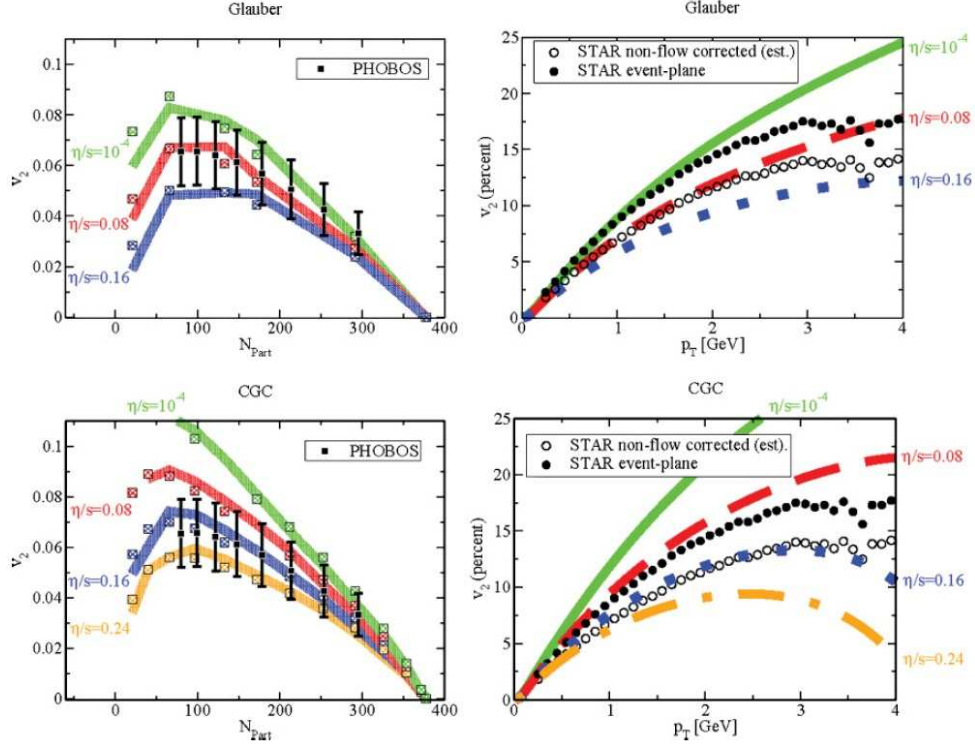 Glauber
PHOBOS
0.1
0.08
0.06
0.04
0.02
0
v2
η/s=10-4
η/s=0.08
η/s=0.16
0 100 200 300 400
NPart
Glauber
STAR non-flow corrected (est.)
STAR event-plane
25
20
15
10
5
0
v2 (percent)
η/s=10-4
η/s=0.08
η/s=0.16
0 1 2 3 4
pT [GeV]
CGC
η/s=10-4
PHOBOS
0.1
0.08
0.06
0.04
0.02
0
v2
η/s=0.08
η/s=0.16
η/s=0.24
0 100 200 300 400
NPart
CGC
η/s=10-4
STAR non-flow corrected (est).
STAR event-plane
25
20
15
10
5
0
v2 (percent)
η/s=0.08
η/s=0.16
η/s=0.24
0 1 2 3 4
pT [GeV]